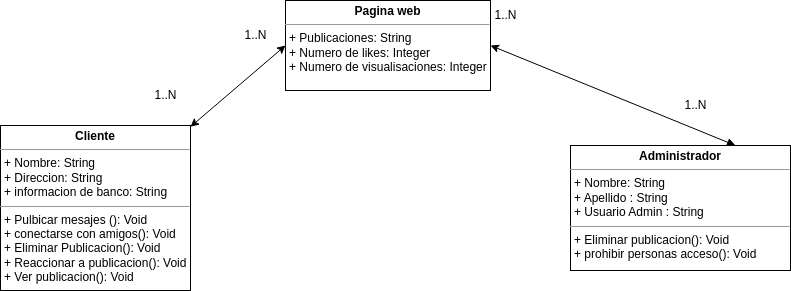 Pagina web
+ Publicaciones: String
+ Numero de likes: Integer
+ Numero de visualisaciones: Integer
1..N
1..N
1..N
1..N
Cliente
+ Nombre: String
+ Direccion: String
+ informacion de banco: String
+ Pulbicar mesajes (): Void
+ conectarse con amigos(): Void
+ Eliminar Publicacion(): Void
+ Reaccionar a publicacion(): Void
+ Ver publicacion(): Void
Administrador
+ Nombre: String
+ Apellido : String
+ Usuario Admin : String
+ Eliminar publicacion(): Void
+ prohibir personas acceso(): Void